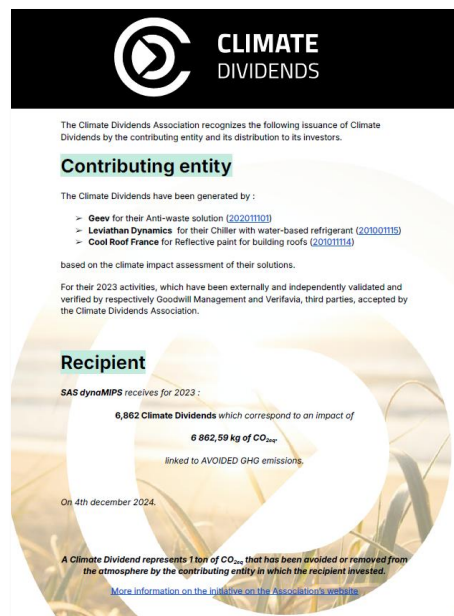 CLIMATE
DIVIDENDS
The Climate Dividends Association recognizes the following issuance of Climate
Dividends by the contributing entity and its distribution to its investors.
Contributing entity
The Climate Dividends have been generated by :
➢ Geev for their Anti-waste solution (202011101)
➢ Leviathan Dynamics for their Chiller with water-based refrigerant (201001115)
➢ Cool Roof France for Reflective paint for building roofs (201011114)
based on the climate impact assessment of their solutions.
For their 2023 activities, which have been externally and independently validated and
verified by respectively Goodwill Management and Verifavia, third parties, accepted by
the Climate Dividends Association.
Recipient
SAS dynaMIPS receives for 2023 :
6,862 Climate Dividends which correspond to an impact of
6 862,59 kg of CO2eq,
linked to AVOIDED GHG emissions.
On 4th december 2024.
A Climate Dividend represents 1 ton of CO2eq that has been avoided or removed from
the atmosphere by the contributing entity in which the recipient invested.
More information on the initiative on the Association's website